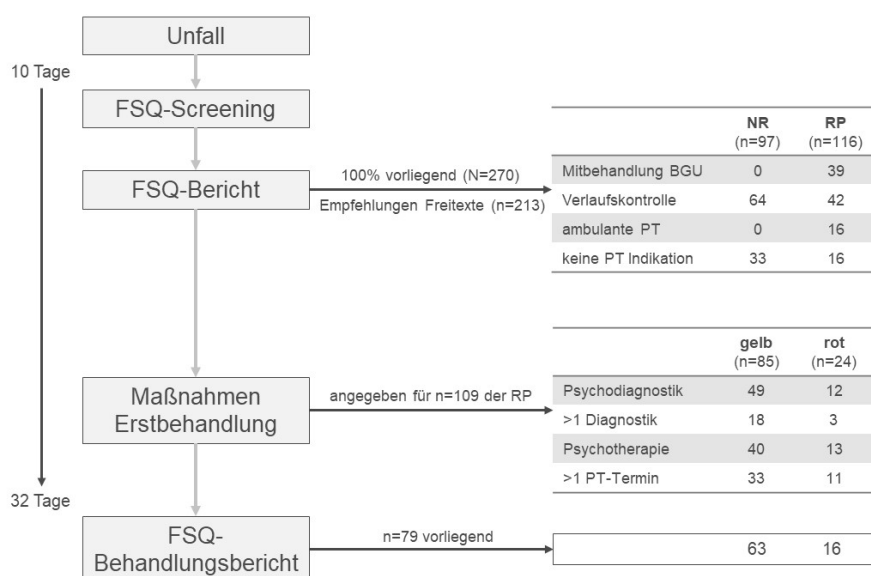 Unfall
10 Tage
FSQ-Screening
FSQ-Bericht
100% vorliegend (N=270)
Empfehlungen Freitexte (n=213)
NR RP
(n=97) (n=116)
Mitbehandlung BGU 0 39
Verlaufskontrolle 64 42
ambulante PT 0 16
keine PT Indikation 33 16
Maßnahmen
Erstbehandlung
angegeben für n=109 der RP
gelb rot
(n=85) (n=24)
Psychodiagnostik 49 12
>1 Diagnostik 18 3
Psychotherapie 40 13
>1 PT-Termin 33 11
32 Tage
FSQ-
Behandlungsbericht
n=79 vorliegend
63 16